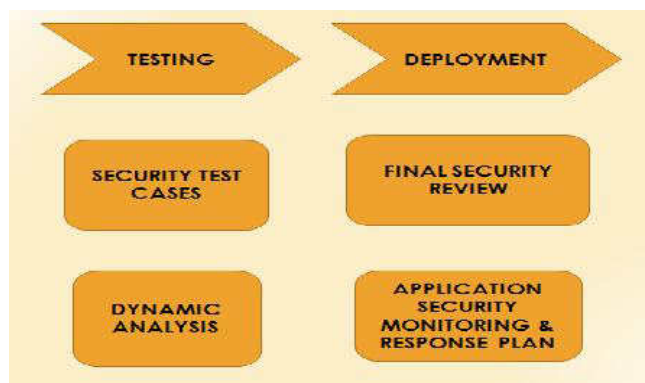 TESTING
DEPLOYMENT
SECURITY TEST
CASES
FINAL SECURITY
REVIEW
DYNAMIC
ANALYSIS
APPLICATION
SECURITY
MONITORING &
RESPONSE PLAN